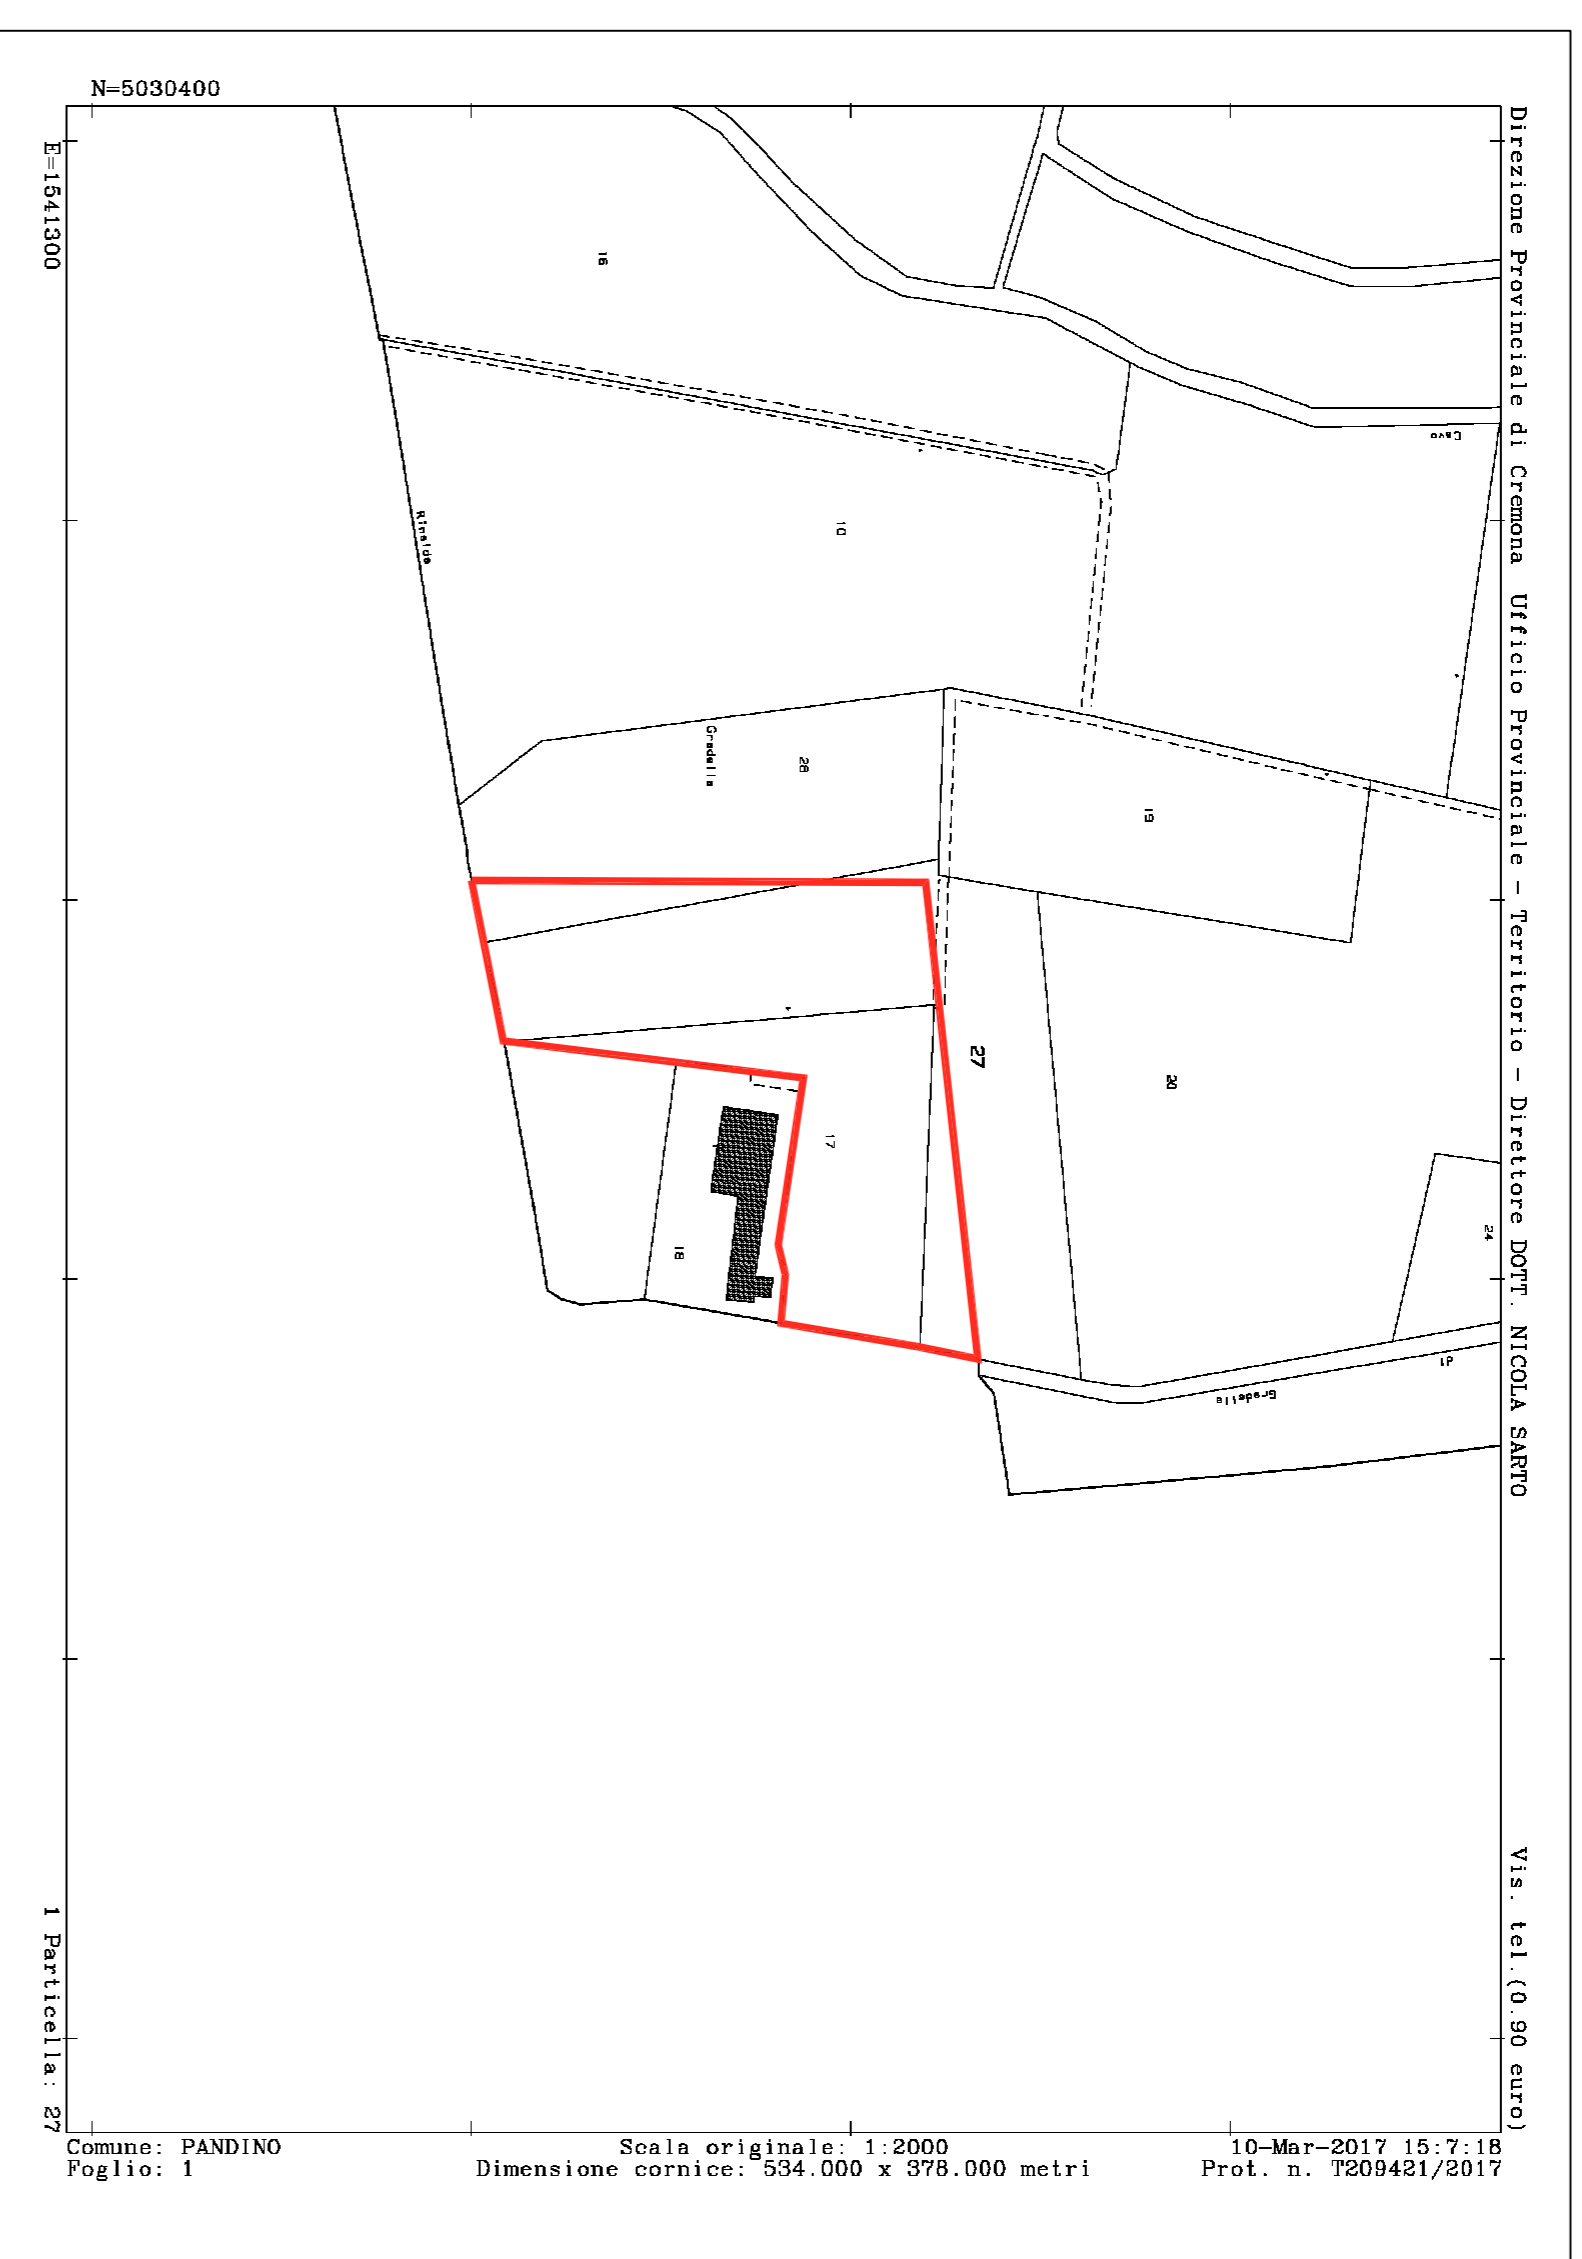 N=5030400
E=1541300
Direzione Provinciale di Cremona Ufficio Provinciale - Territorio - Direttore DOTT. NICOLA SARTO
Vis. tel.(0.90 euro)
16
Cavo
10
Rinalda
Gradella
28
19
27
20
17
18
24
di
Gradella
1 Particella: 27
Comune: PANDINO
Foglio: 1
Scala originale: 1:2000
Dimensione cornice: 534.000 x 378.000 metri
10-Mar-2017 15:7:18
Prot. n. T209421/2017